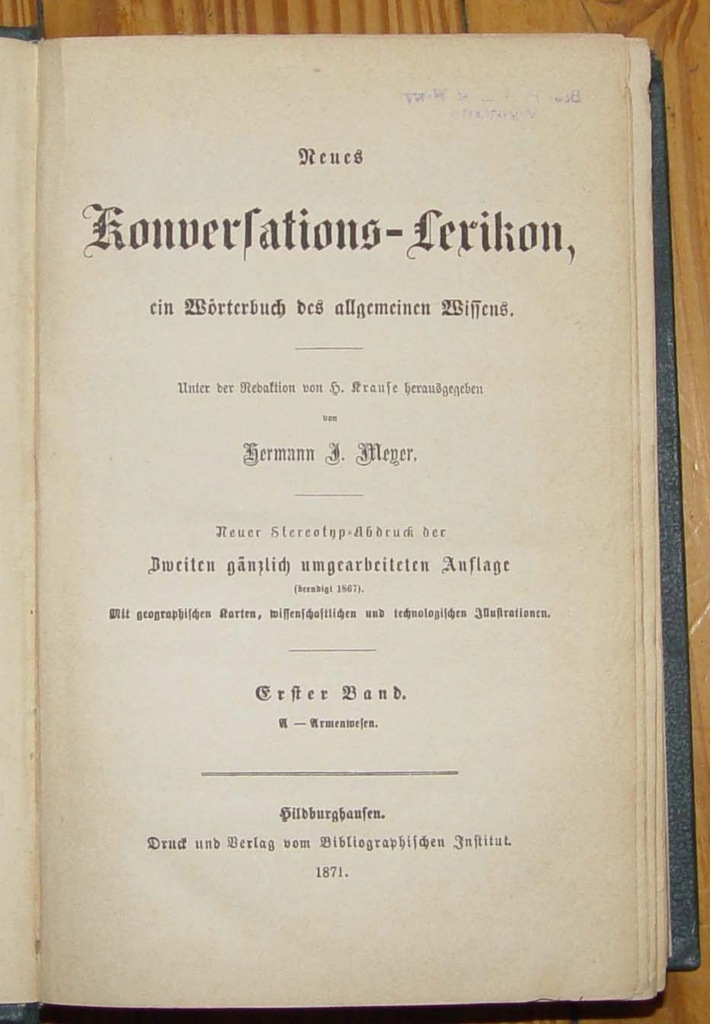 Neues
Konversations-Lexikon,
ein Wörterbuch des allgemeinen Wissens.
Unter der Redaktion von H. Krause herausgegeben
von
Hermann J. Meyer.
Neuer Stereotyp-Abdruck der
Zweiten gänzlich umgearbeiteten Auflage
(beendigt 1867).
Mit geographischen Karten, wissenschaftlichen und technologischen Illustrationen.
Erster Band.
A — Armenwesen.
Hildburghausen.
Druck und Verlag vom Bibliographischen Institut.
1871.